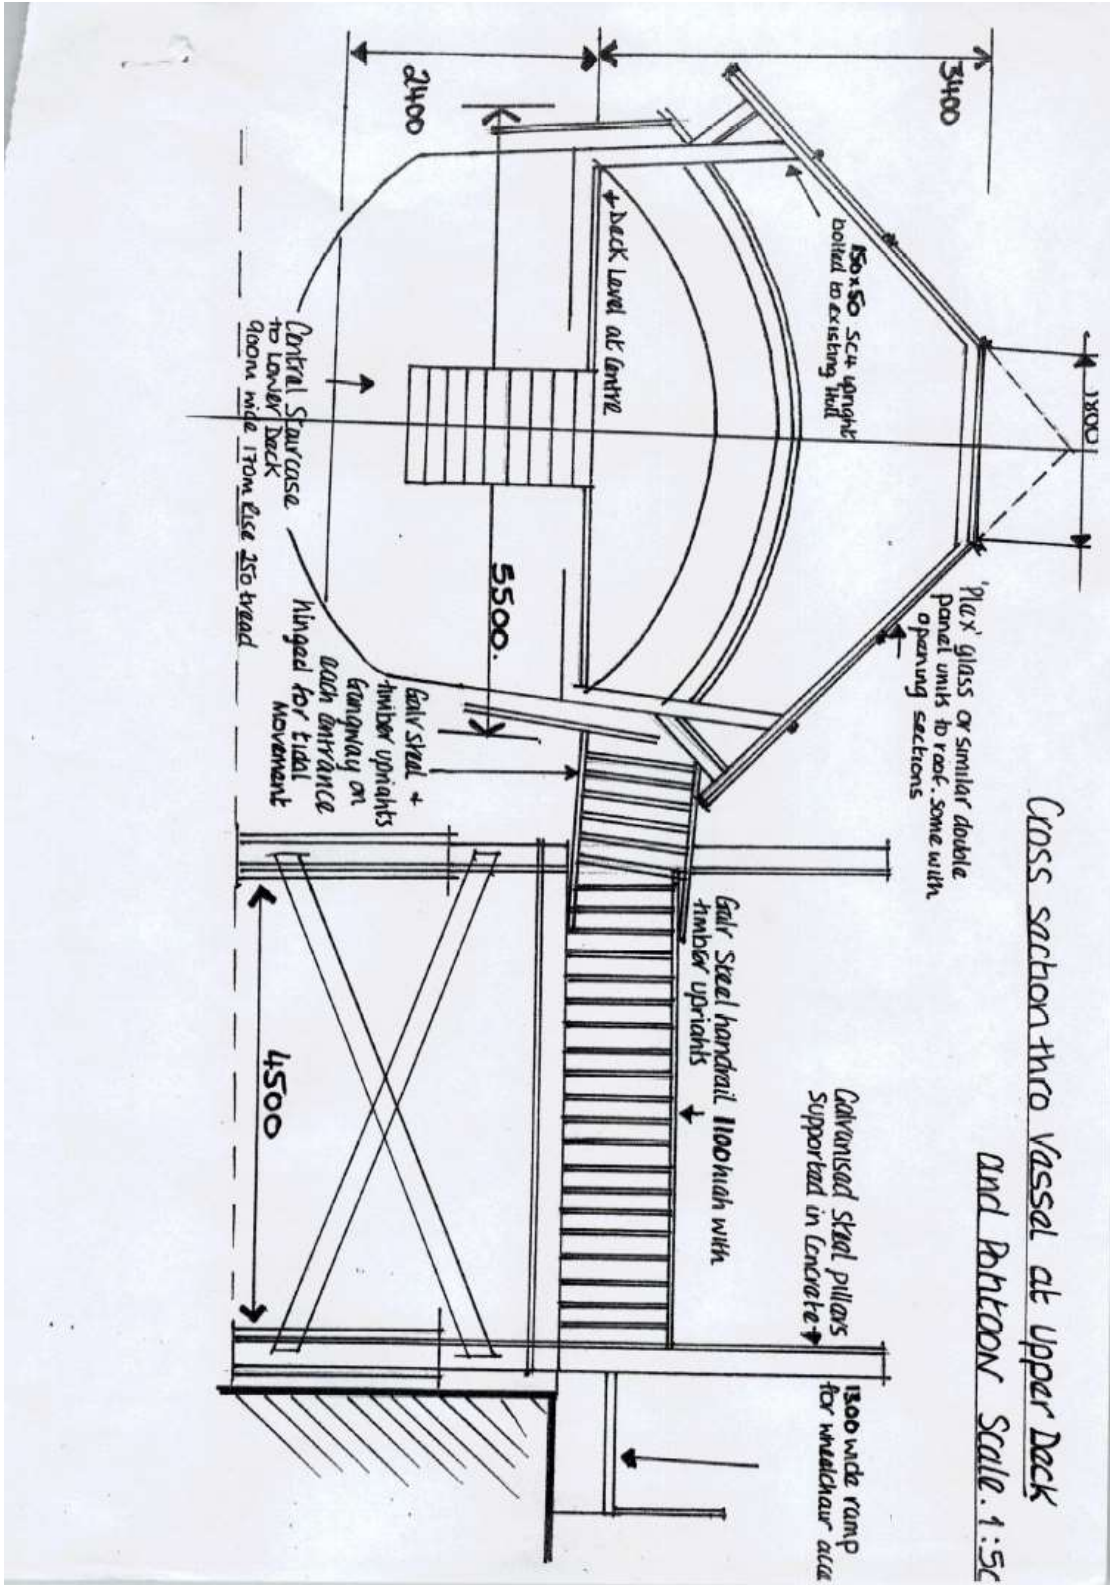 Cross section thro Vessel at Upper Deck
and Pontoon Scale. 1:50
3400
2400
1800
150x50 SC4 upright
bolted to existing Hull
+ Deck Level at Centre
'Plax' glass or similar double
panel units to roof. some with
opening sections
5500.
Central Staircase
to Lower Deck
900m wide 170m Rise 250 tread
Galv steel +
timber uprights
Gangway on
each entrance
hinged for tidal
Movement
Galv Steel handrail 1100 high with
timber uprights
Galvanised Steel pillars
Supported in Concrete
1300 wide ramp
for wheelchair acce
4500